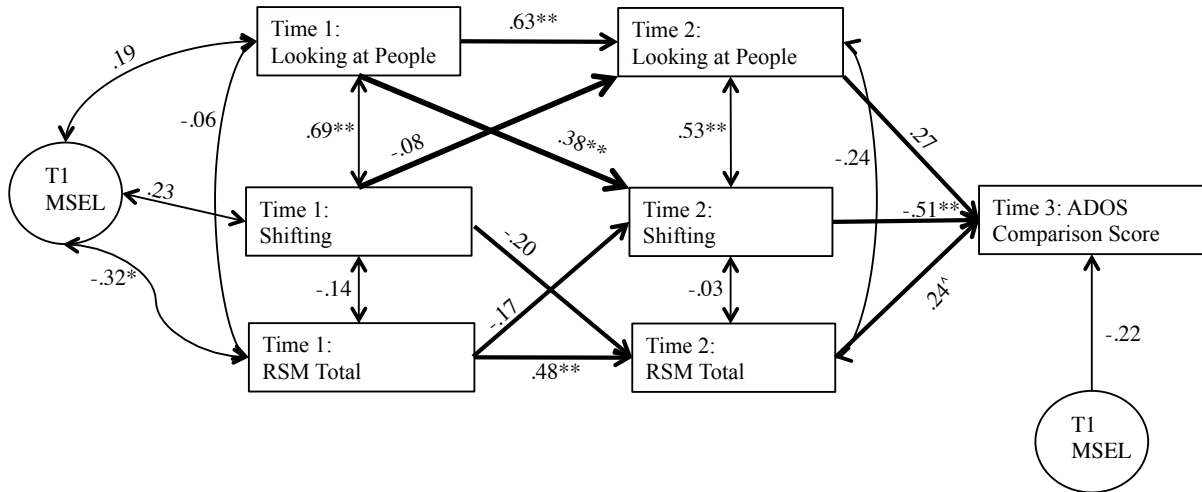 Time 1:
Looking at People
.63**
Time 2:
Looking at People
.19
-.06
.69**
-.08
.38**
.53**
-.24
.27
T1
MSEL
.23
Time 1:
Shifting
Time 2:
Shifting
-.51**
Time 3: ADOS
Comparison Score
-.20
-.32*
-.14
-.17
-.03
.24^
Time 1:
RSM Total
.48**
Time 2:
RSM Total
-.22
T1
MSEL